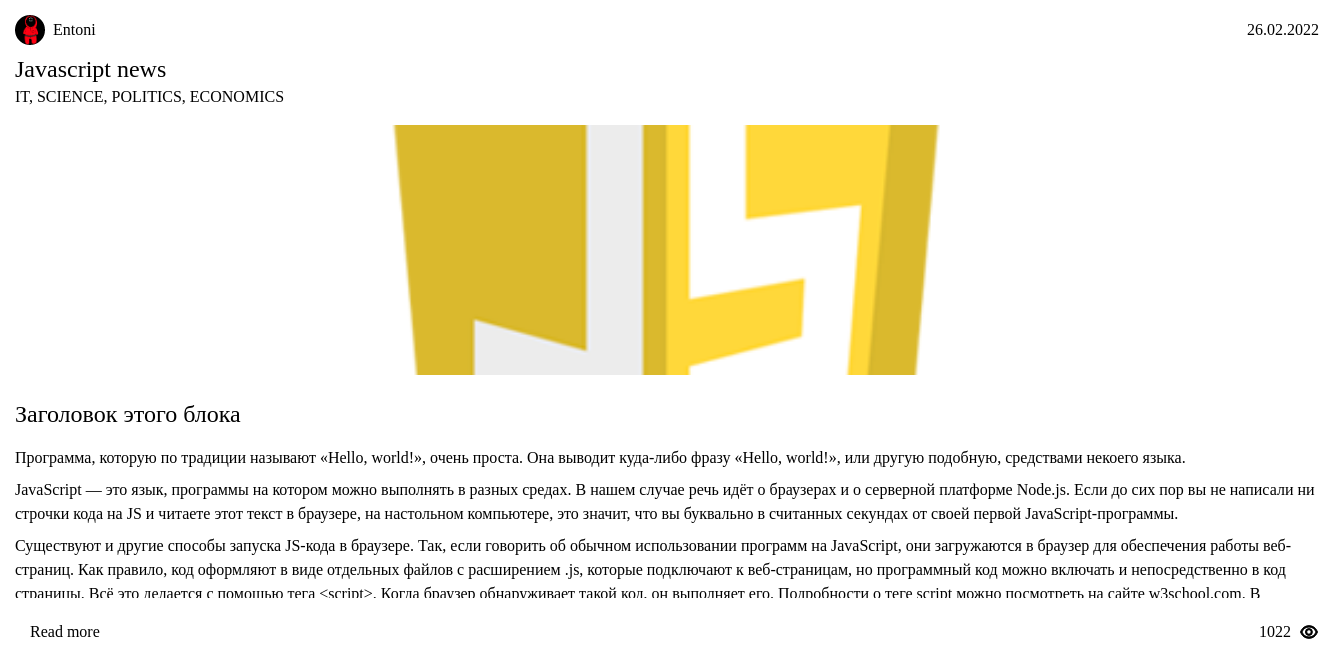 Entoni
26.02.2022
Javascript news
IT, SCIENCE, POLITICS, ECONOMICS
Заголовок этого блока
Программа, которую по традиции называют «Hello, world!», очень проста. Она выводит куда-либо фразу «Hello, world!», или другую подобную, средствами некоего языка.
JavaScript — это язык, программы на котором можно выполнять в разных средах. В нашем случае речь идёт о браузерах и о серверной платформе Node.js. Если до сих пор вы не написали ни
строчки кода на JS и читаете этот текст в браузере, на настольном компьютере, это значит, что вы буквально в считанных секундах от своей первой JavaScript-программы.
Существуют и другие способы запуска JS-кода в браузере. Так, если говорить об обычном использовании программ на JavaScript, они загружаются в браузер для обеспечения работы веб-
страниц. Как правило, код оформляют в виде отдельных файлов с расширением .js, которые подключают к веб-страницам, но программный код можно включать и непосредственно в код
страницы. Всё это делается с помощью тега <script>. Когда браузер обнаруживает такой код, он выполняет его. Подробности о теге script можно посмотреть на сайте w3school.com. В
Read more
1022